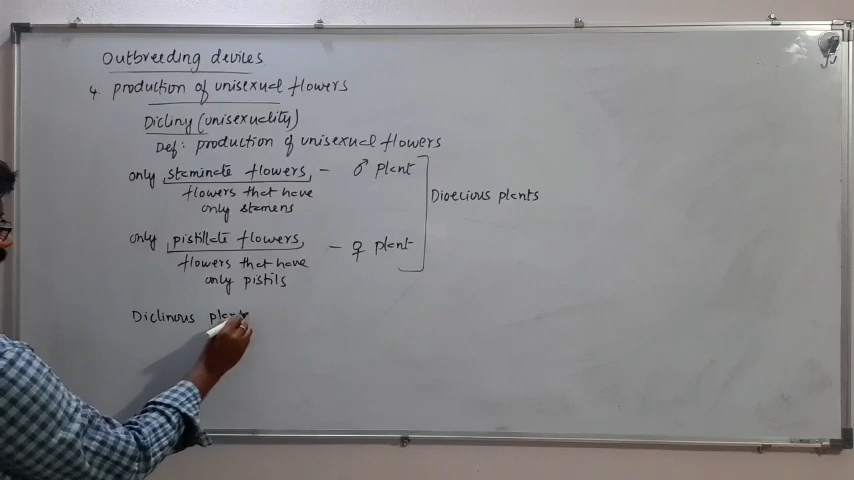 Outbreeding devices
4. production of unisexual flowers
Dicliny (unisexuality)
Def: production of unisexual flowers
only staminate flowers, - ♂ plant
flowers that have
only stamens
Dioecious plants
only pistillate flowers, - ♀ plant
flowers that have
only pistils
Diclinous plant